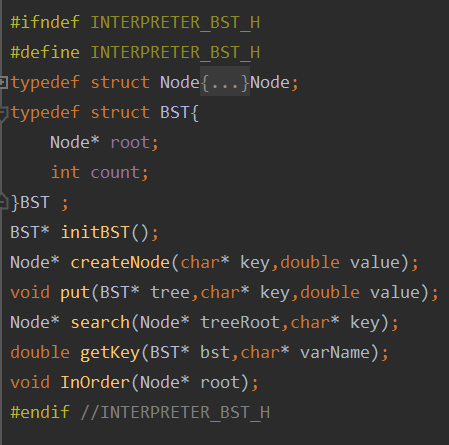 #ifndef INTERPRETER_BST_H
#define INTERPRETER_BST_H
typedef struct Node{...}Node;
typedef struct BST{
    Node* root;
    int count;
}BST ;
BST* initBST();
Node* createNode(char* key,double value);
void put(BST* tree,char* key,double value);
Node* search(Node* treeRoot,char* key);
double getKey(BST* bst,char* varName);
void InOrder(Node* root);
#endif //INTERPRETER_BST_H